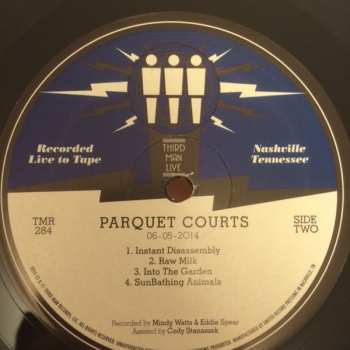 Recorded
Live to Tape
THIRD
MAN
LIVE
Nashville
Tennessee
TMR
284
PARQUET COURTS
06-05-2014
SIDE
TWO
1. Instant Disassembly
2. Raw Milk
3. Into The Garden
4. SunBathing Animals
Recorded by Mindy Watts & Eddie Spear
Assisted by Cody Stanasiak